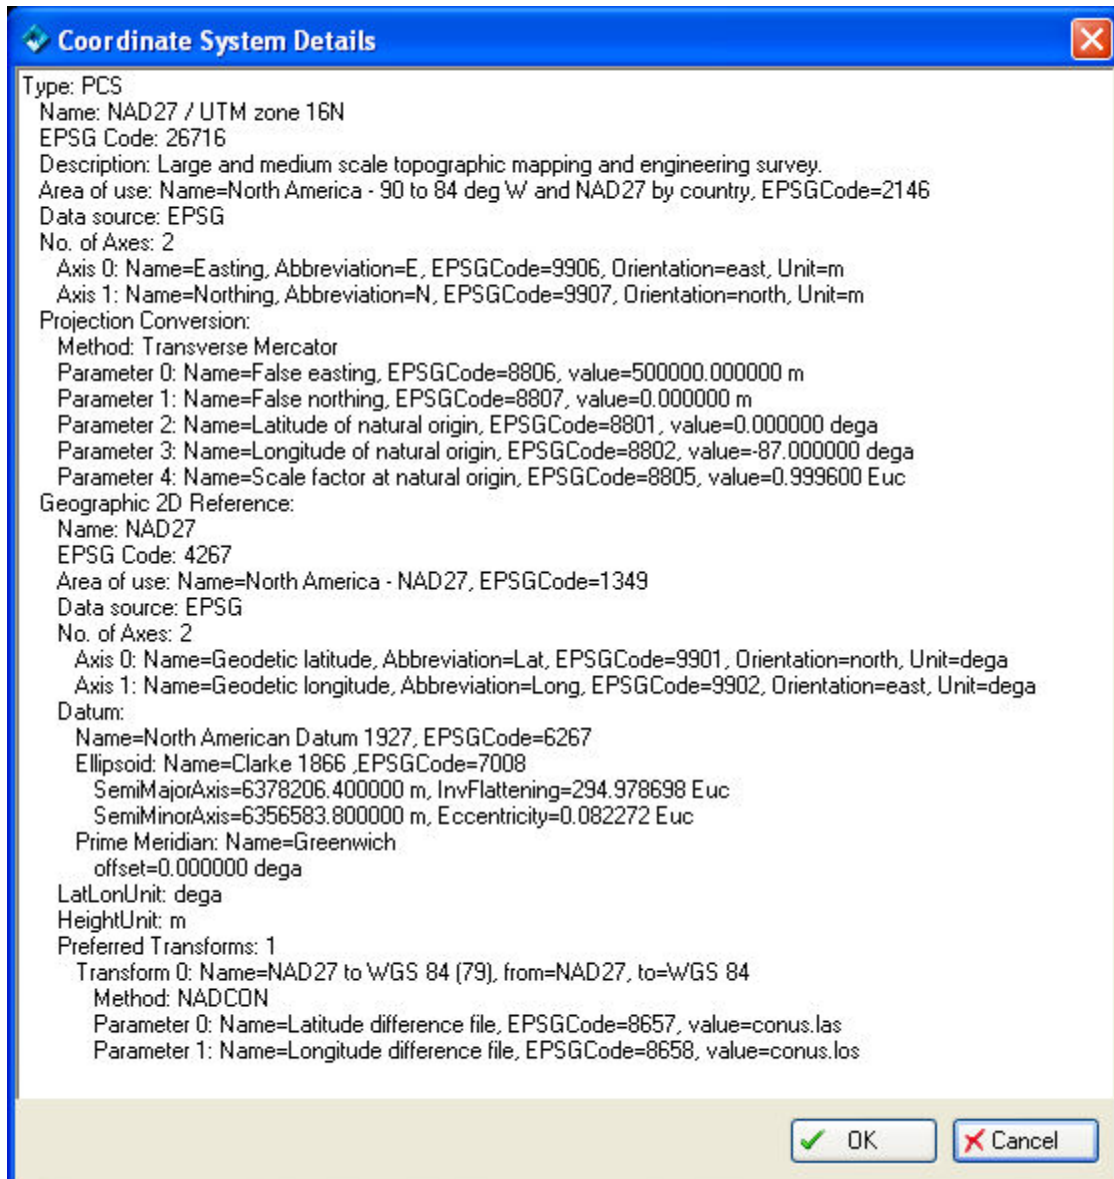 Coordinate System Details
Type: PCS
Name: NAD27 / UTM zone 16N
EPSG Code: 26716
Description: Large and medium scale topographic mapping and engineering survey.
Area of use: Name=North America - 90 to 84 deg W and NAD27 by country, EPSGCode=2146
Data source: EPSG
No. of Axes: 2
Axis 0: Name=Easting, Abbreviation=E, EPSGCode=9906, Orientation=east, Unit=m
Axis 1: Name=Northing, Abbreviation=N, EPSGCode=9907, Orientation=north, Unit=m
Projection Conversion:
Method: Transverse Mercator
Parameter 0: Name=False easting, EPSGCode=8806, value=500000.000000 m
Parameter 1: Name=False northing, EPSGCode=8807, value=0.000000 m
Parameter 2: Name=Latitude of natural origin, EPSGCode=8801, value=0.000000 dega
Parameter 3: Name=Longitude of natural origin, EPSGCode=8802, value=-87.000000 dega
Parameter 4: Name=Scale factor at natural origin, EPSGCode=8805, value=0.999600 Euc
Geographic 2D Reference:
Name: NAD27
EPSG Code: 4267
Area of use: Name=North America - NAD27, EPSGCode=1349
Data source: EPSG
No. of Axes: 2
Axis 0: Name=Geodetic latitude, Abbreviation=Lat, EPSGCode=9901, Orientation=north, Unit=dega
Axis 1: Name=Geodetic longitude, Abbreviation=Long, EPSGCode=9902, Orientation=east, Unit=dega
Datum:
Name=North American Datum 1927, EPSGCode=6267
Ellipsoid: Name=Clarke 1866 ,EPSGCode=7008
SemiMajorAxis=6378206.400000 m, InvFlattening=294.978698 Euc
SemiMinorAxis=6356583.800000 m, Eccentricity=0.082272 Euc
Prime Meridian: Name=Greenwich
offset=0.000000 dega
LatLonUnit: dega
HeightUnit: m
Preferred Transforms: 1
Transform 0: Name=NAD27 to WGS 84 (79), from=NAD27, to=WGS 84
Method: NADCON
Parameter 0: Name=Latitude difference file, EPSGCode=8657, value=conus.las
Parameter 1: Name=Longitude difference file, EPSGCode=8658, value=conus.los
OK
Cancel